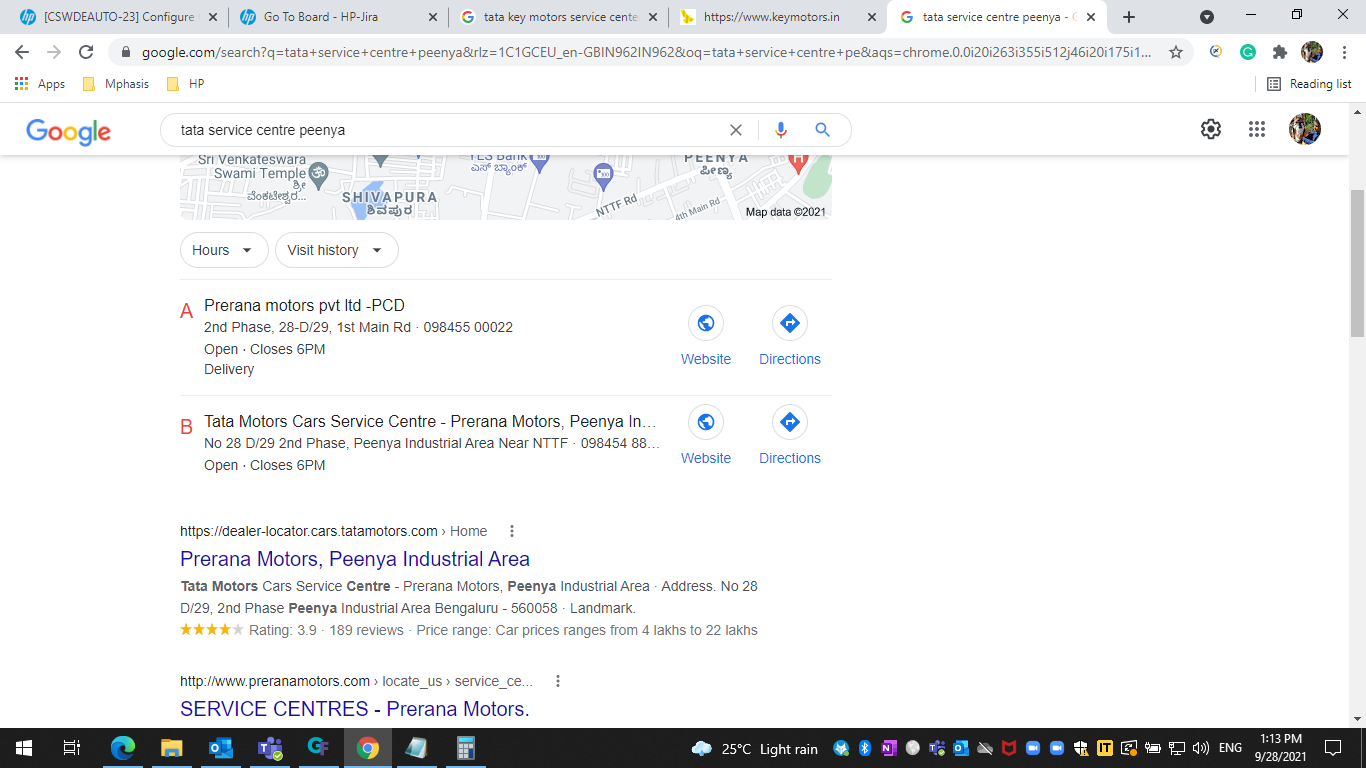 [CSWDEAUTO-23] Configure
Go To Board - HP-Jira
tata key motors service cente
https://www.keymotors.in
tata service centre peenya - G
google.com/search?q=tata+service+centre+peenya&rlz=1C1GCEU_en-GBIN962IN962&oq=tata+service+centre+pe&aqs=chrome.0.0i20i263i355i512j46i20i175i1...
Apps
Mphasis
HP
Reading list
Google
tata service centre peenya
Sri Venkateswara
Swami Temple
ಶ್ರೀ
ವೆಂಕಟೇಶ್ವರ...
YES Bank
ಎಸ್ ಬ್ಯಾಂಕ್
PEENYA
ಪೀಣ್ಯ
SHIVAPURA
ಶಿವಪುರ
NTTF Rd
4th Main Rd
Map data ©2021
Hours
Visit history
A
Prerana motors pvt ltd -PCD
2nd Phase, 28-D/29, 1st Main Rd · 098455 00022
Open · Closes 6PM
Delivery
Website
Directions
B
Tata Motors Cars Service Centre - Prerana Motors, Peenya In...
No 28 D/29 2nd Phase, Peenya Industrial Area Near NTTF · 098454 88...
Open · Closes 6PM
Website
Directions
https://dealer-locator.cars.tatamotors.com › Home
Prerana Motors, Peenya Industrial Area
Tata Motors Cars Service Centre - Prerana Motors, Peenya Industrial Area · Address. No 28
D/29, 2nd Phase Peenya Industrial Area Bengaluru - 560058 · Landmark.
Rating: 3.9 · 189 reviews · Price range: Car prices ranges from 4 lakhs to 22 lakhs
http://www.preranamotors.com › locate_us › service_ce...
SERVICE CENTRES - Prerana Motors.
25°C Light rain
ENG
1:13 PM
9/28/2021